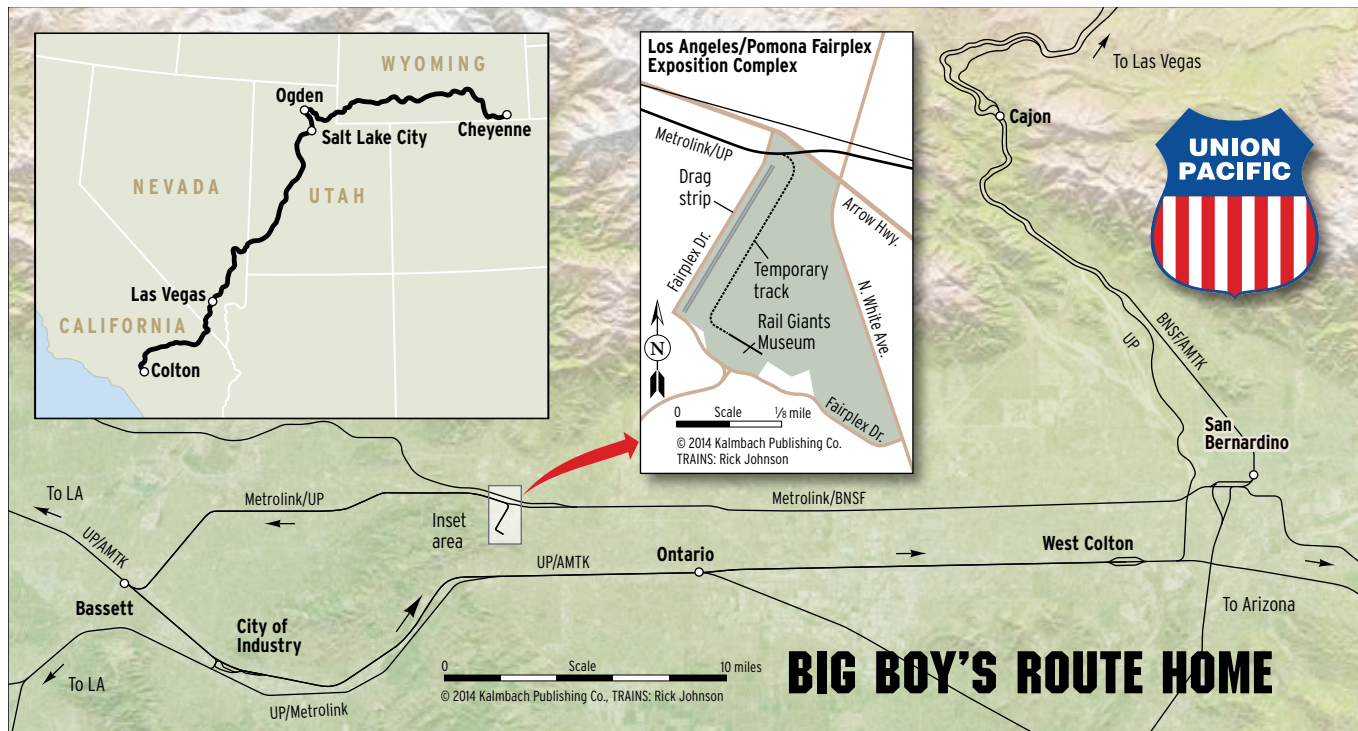 WYOMING
Ogden
Salt Lake City
Cheyenne
NEVADA
UTAH
Las Vegas
CALIFORNIA
Colton
Los Angeles/Pomona Fairplex
Exposition Complex
Metrolink/UP
Drag
strip
Arrow Hwy.
Fairplex Dr.
Temporary
track
N. White Ave.
Rail Giants
Museum
N
Fairplex Dr.
0 Scale 1/8 mile
© 2014 Kalmbach Publishing Co.
TRAINS: Rick Johnson
To Las Vegas
Cajon
UNION
PACIFIC
UP
BNSF/AMTK
San
Bernardino
To LA
Metrolink/UP
Inset
area
Metrolink/BNSF
UP/AMTK
Bassett
UP/AMTK
Ontario
West Colton
City of
Industry
To Arizona
To LA
UP/Metrolink
0 Scale 10 miles
© 2014 Kalmbach Publishing Co., TRAINS: Rick Johnson
BIG BOY'S ROUTE HOME